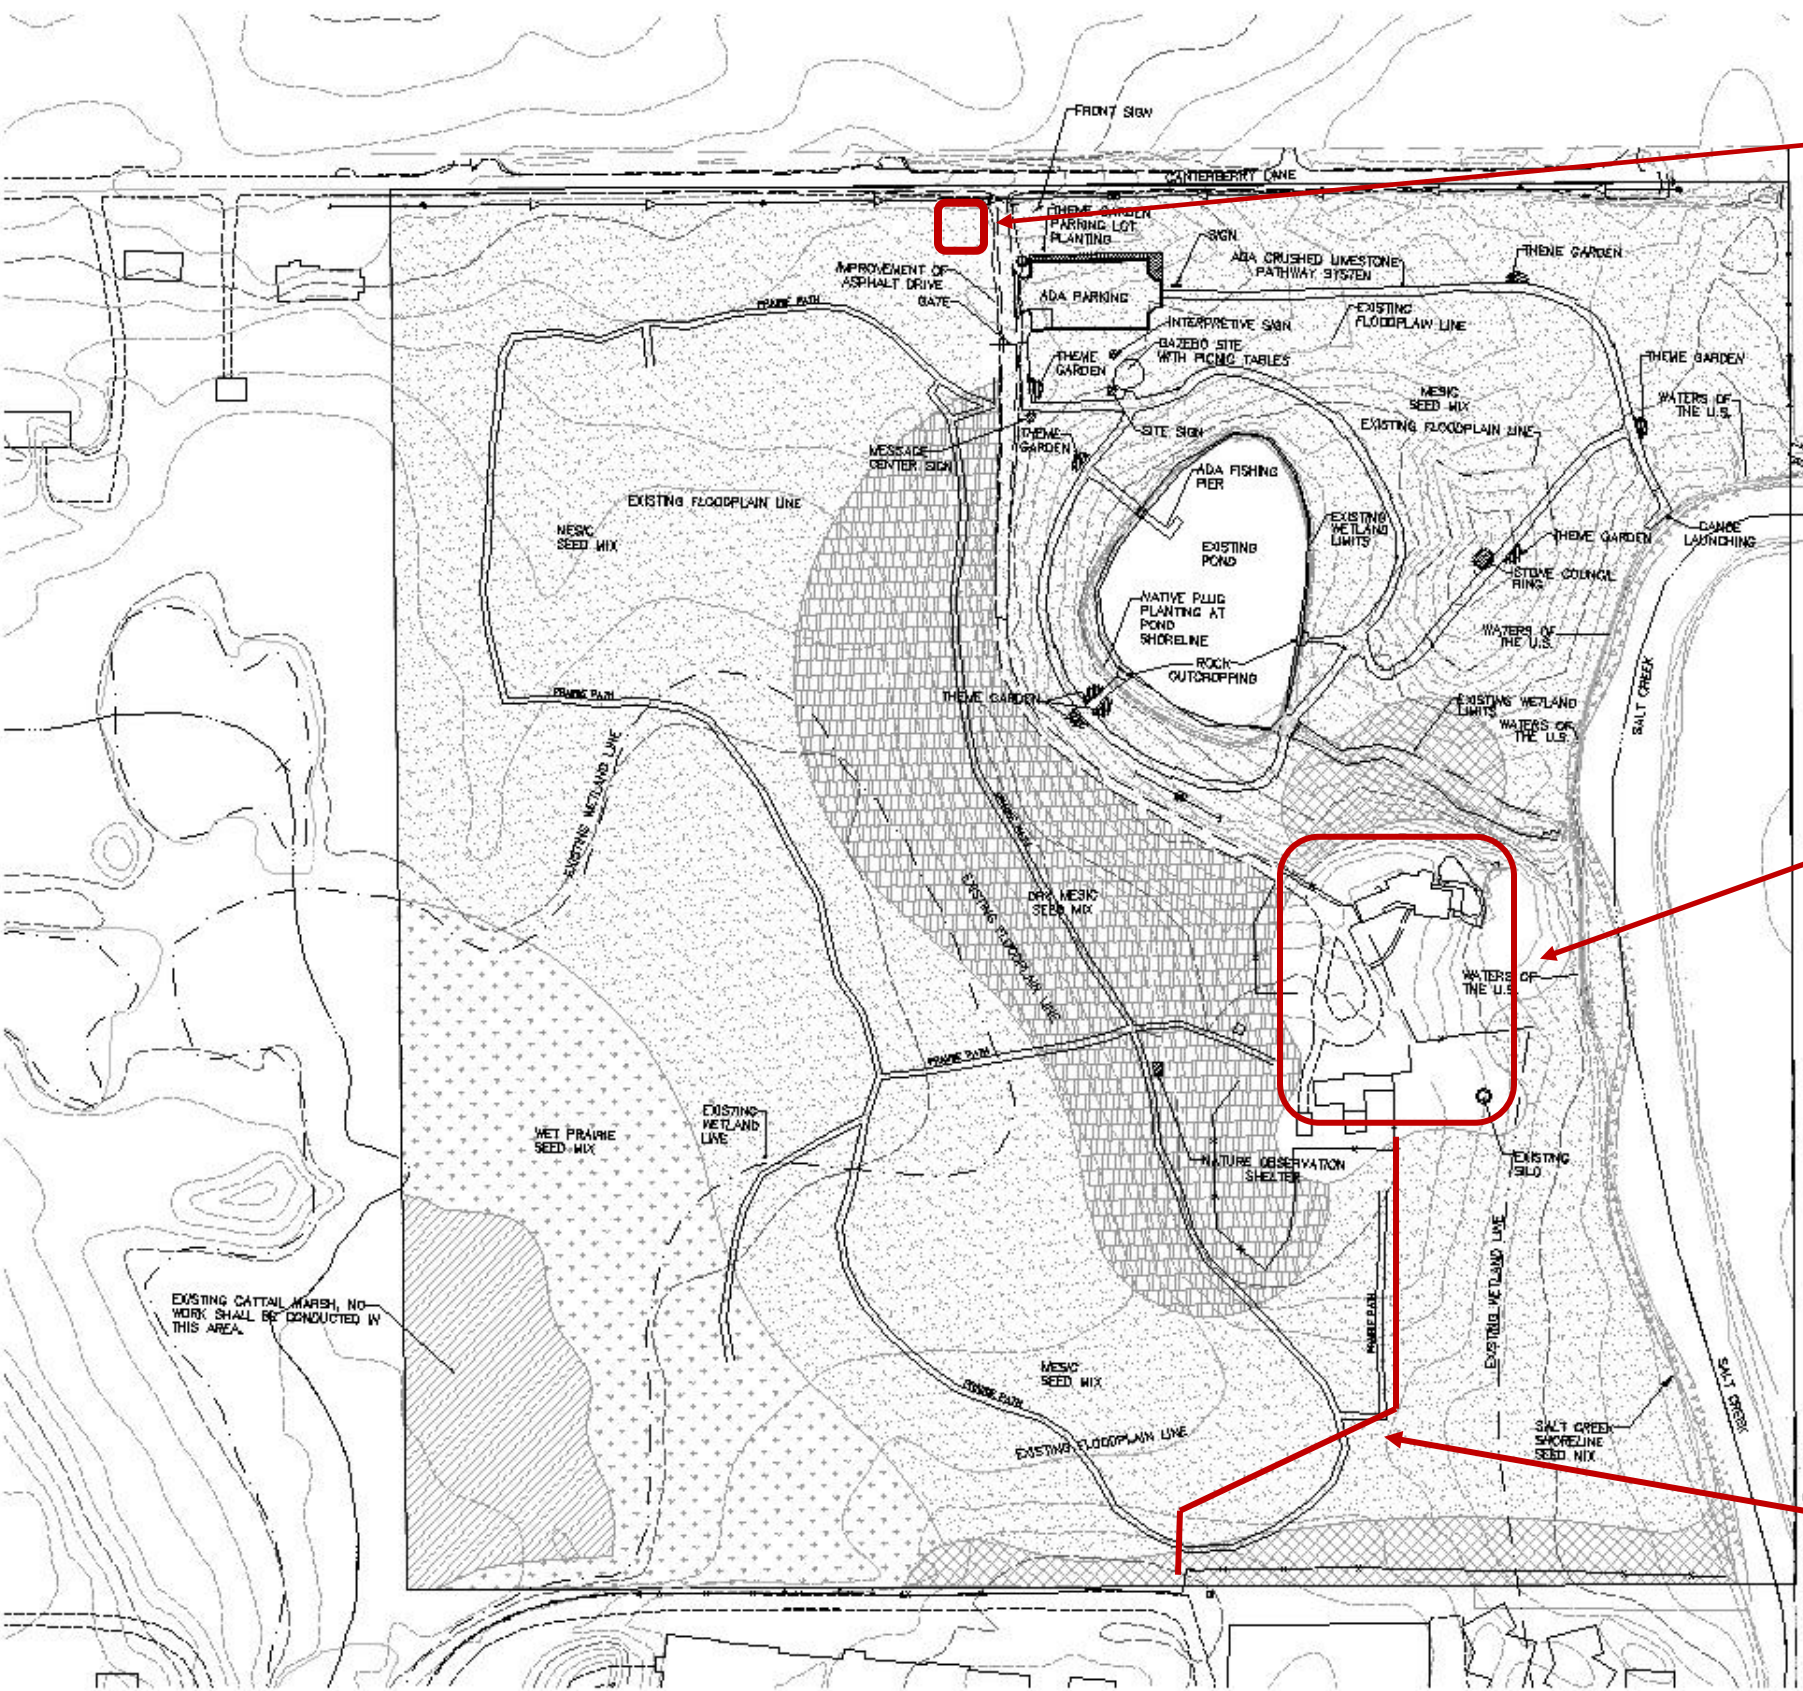 FRONT SIGN
CANTERBERRY LANE
THEME GARDEN
PARKING LOT
PLANTING
SIGN
ADA CRUSHED LIMESTONE
PATHWAY SYSTEM
THEME GARDEN
IMPROVEMENT OF
ASPHALT DRIVE
GATE
ADA PARKING
PRAIRIE PATH
EXISTING
FLOODPLAIN LINE
INTERPRETIVE SIGN
GAZEBO SITE
WITH PICNIC TABLES
THEME
GARDEN
THEME GARDEN
MESIC
SEED MIX
WATERS OF
THE U.S.
EXISTING FLOODPLAIN LINE
SITE SIGN
THEME
GARDEN
MESSAGE
CENTER SIGN
ADA FISHING
PIER
EXISTING FLOODPLAIN LINE
MESIC
SEED MIX
EXISTING
WETLAND
LIMITS
CANOE
LAUNCHING
THEME GARDEN
EXISTING
POND
STONE COUNCIL
RING
NATIVE PLUG
PLANTING AT
POND
SHORELINE
WATERS OF
THE U.S.
ROCK
OUTCROPPING
SALT CREEK
PRAIRIE PATH
THEME GARDEN
EXISTING WETLAND
LIMITS
WATERS OF
THE U.S.
EXISTING WETLAND LINE
PRAIRIE PATH
DRY MESIC
SEED MIX
EXISTING FLOODPLAIN LINE
WATERS OF
THE U.S.
PRAIRIE PATH
EXISTING
WETLAND
LINE
WET PRAIRIE
SEED MIX
NATURE OBSERVATION
SHELTER
EXISTING
SILO
EXISTING WETLAND LINE
EXISTING CATTAIL MARSH, NO
WORK SHALL BE CONDUCTED IN
THIS AREA.
PRAIRIE PATH
MESIC
SEED MIX
PRAIRIE PATH
SALT CREEK
EXISTING FLOODPLAIN LINE
SALT CREEK
SHORELINE
SEED MIX